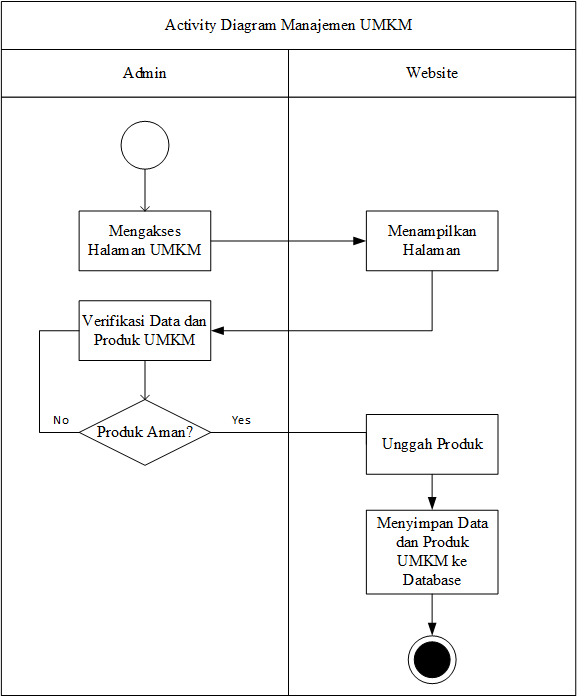 Activity Diagram Manajemen UMKM
Admin
Website
Mengakses
Halaman UMKM
Menampilkan
Halaman
Verifikasi Data dan
Produk UMKM
No
Produk Aman?
Yes
Unggah Produk
Menyimpan Data
dan Produk
UMKM ke
Database